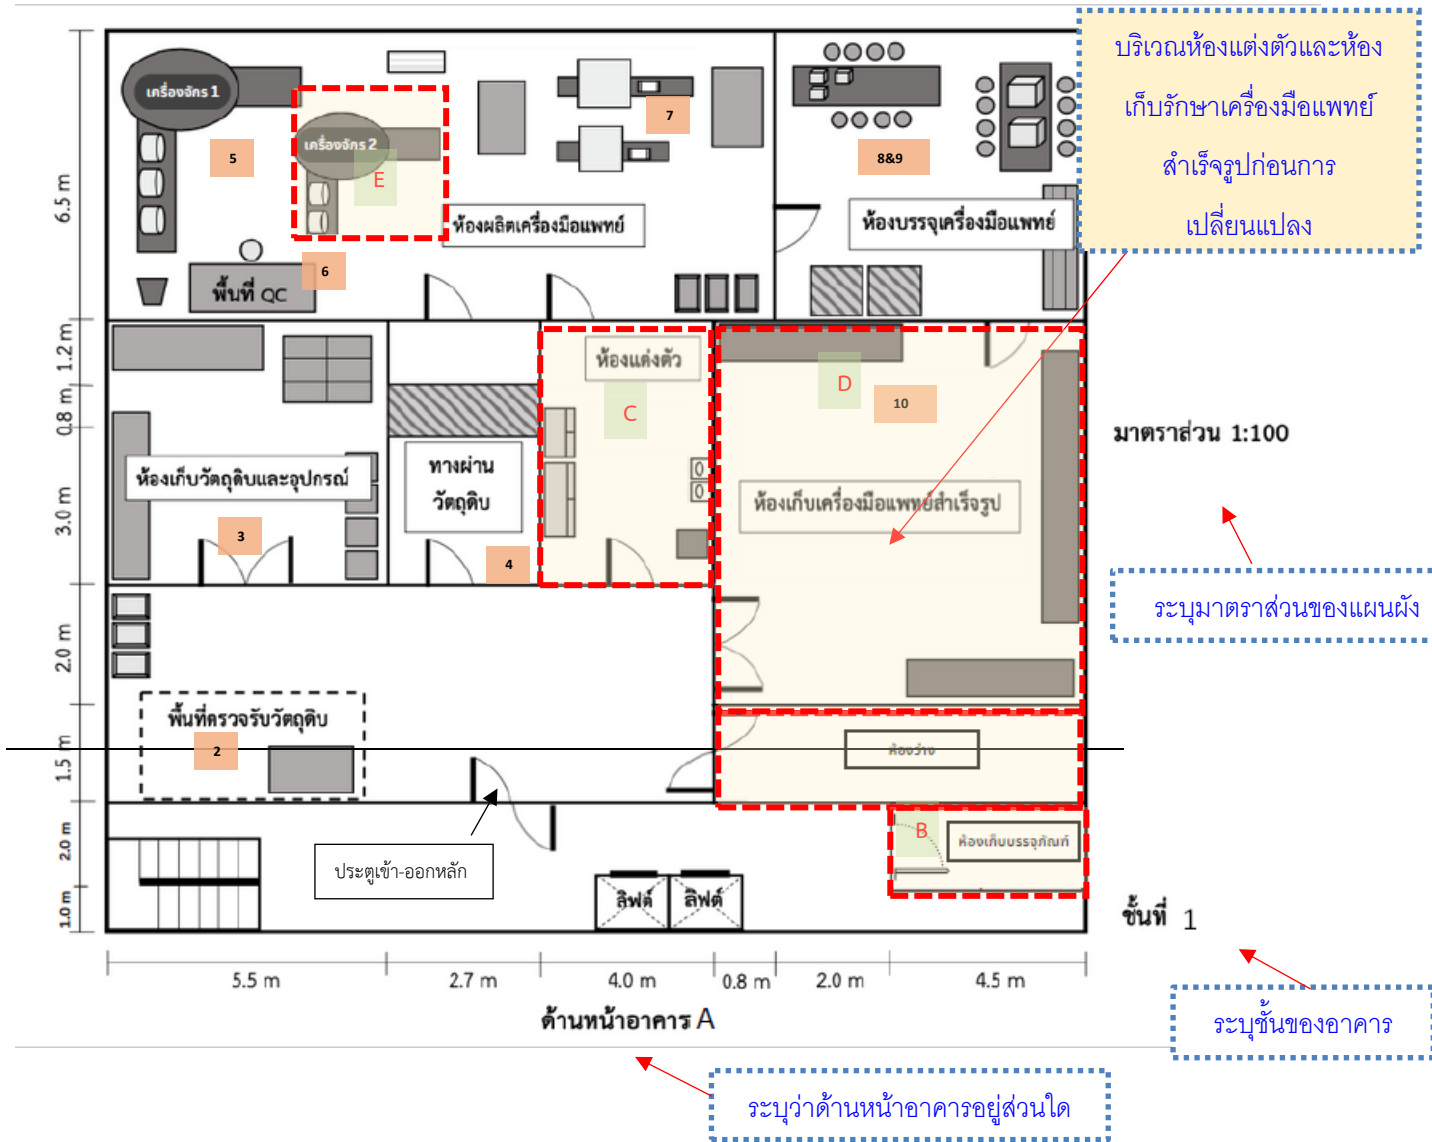 บริเวณห้องแต่งตัวและห้อง
เก็บรักษาเครื่องมือแพทย์
สำเร็จรูปก่อนการ
เปลี่ยนแปลง
เครื่องจักร 1
เครื่องจักร 2
E
5
6
7
8&9
ห้องผลิตเครื่องมือแพทย์
ห้องบรรจุเครื่องมือแพทย์
พื้นที่ QC
6.5 m
1.2 m
0.8 m
3.0 m
2.0 m
1.5 m
2.0 m
1.0 m
ห้องแต่งตัว
C
D
10
มาตราส่วน 1:100
ห้องเก็บวัตถุดิบและอุปกรณ์
ทางผ่าน
วัตถุดิบ
ห้องเก็บเครื่องมือแพทย์สำเร็จรูป
3
4
ระบุมาตราส่วนของแผนผัง
พื้นที่ตรวจรับวัตถุดิบ
2
ห้องว่าง
B
ห้องเก็บบรรจุภัณฑ์
ประตูเข้า-ออกหลัก
ลิฟต์
ลิฟต์
ชั้นที่ 1
5.5 m
2.7 m
4.0 m
0.8 m
2.0 m
4.5 m
ด้านหน้าอาคาร A
ระบุชั้นของอาคาร
ระบุว่าด้านหน้าอาคารอยู่ส่วนใด